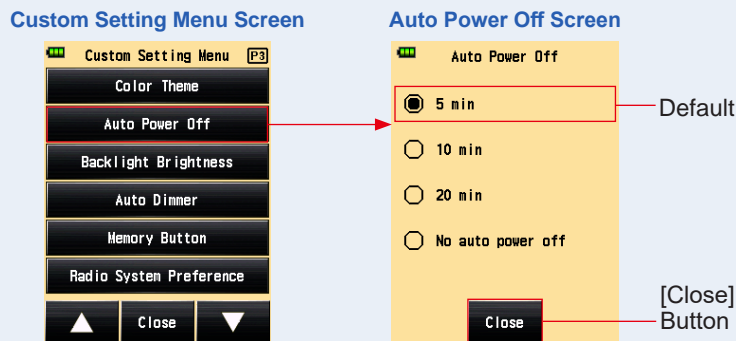 Custom Setting Menu Screen
Custom Setting Menu P3
Color Theme
Auto Power Off
Backlight Brightness
Auto Dimmer
Memory Button
Radio System Preference
Close
Auto Power Off Screen
Auto Power Off
5 min
Default
10 min
20 min
No auto power off
Close
[Close]
Button